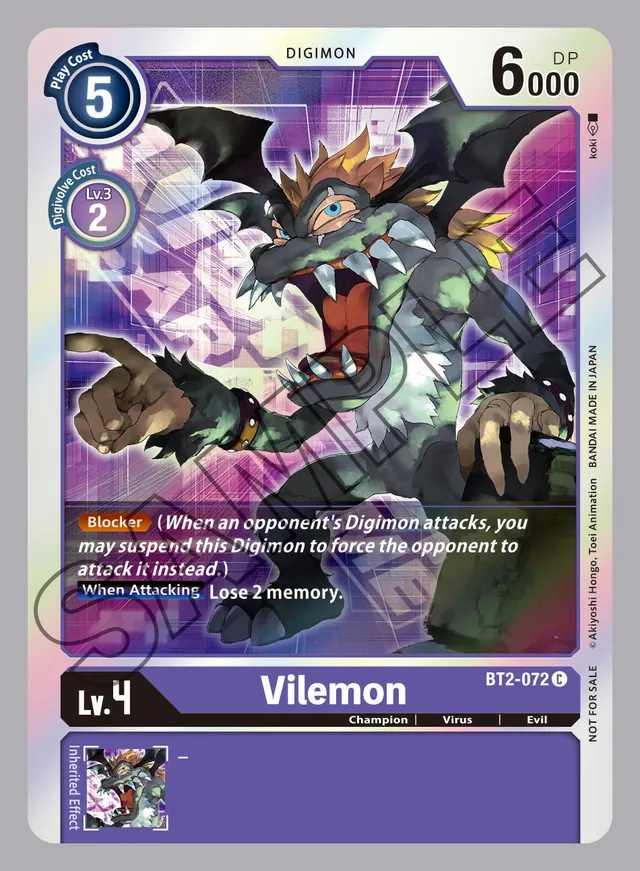 DIGIMON
Play Cost
5
DP
6000
Digivolve Cost
Lv.3
2
koki
SAMPLE
Blocker (When an opponent's Digimon attacks, you
may suspend this Digimon to force the opponent to
attack it instead.)
When Attacking Lose 2 memory.
© Akiyoshi Hongo, Toei Animation BANDAI MADE IN JAPAN
NOT FOR SALE
Lv.4
Vilemon
BT2-072 C
Champion | Virus | Evil
Inherited Effect
–